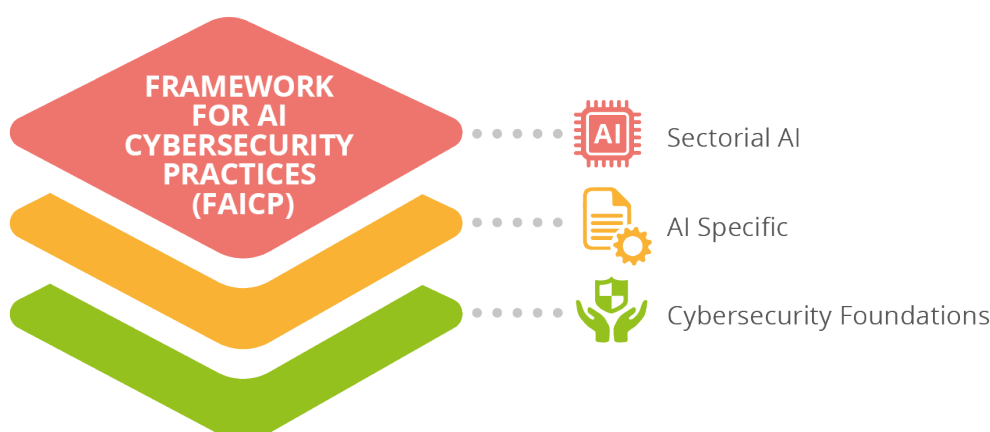 FRAMEWORK
FOR AI
CYBERSECURITY
PRACTICES
(FAICP)
AI
Sectorial AI
AI Specific
Cybersecurity Foundations